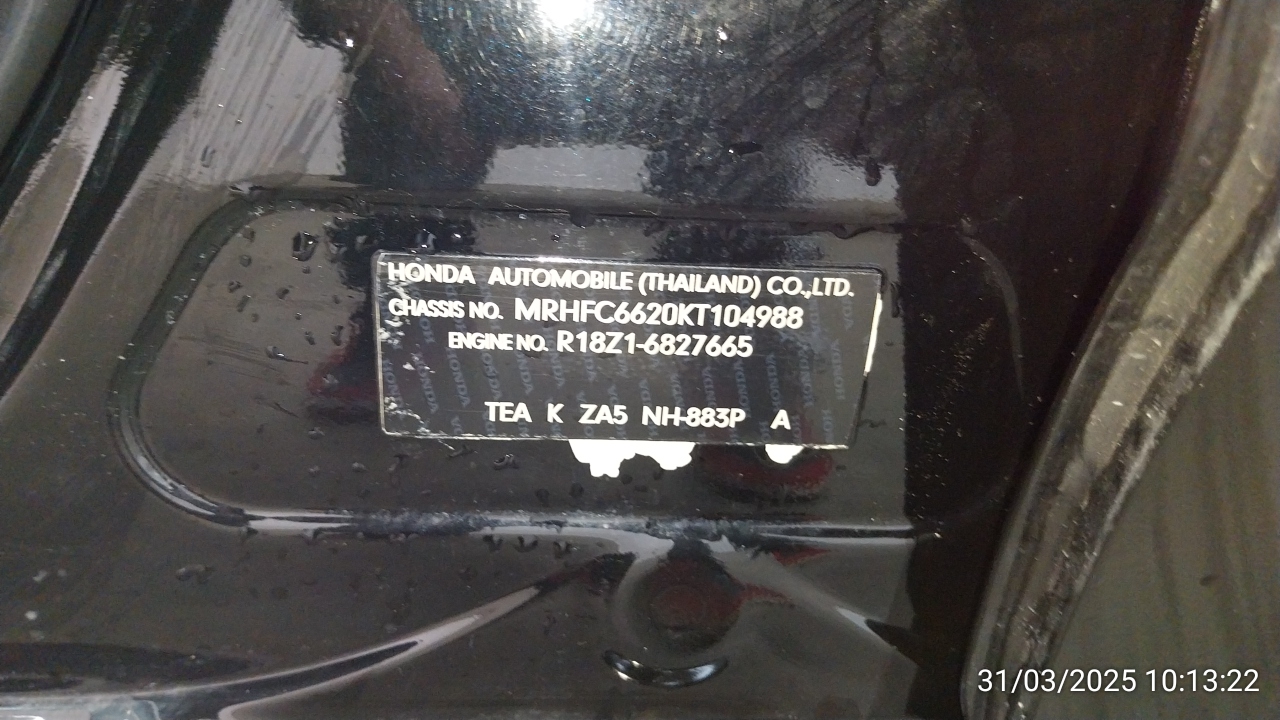 HONDA AUTOMOBILE (THAILAND) CO.,LTD.
CHASSIS NO. MRHFC6620KT104988
ENGINE NO. R18Z1-6827665
TEA K ZA5 NH-883P A
31/03/2025 10:13:22